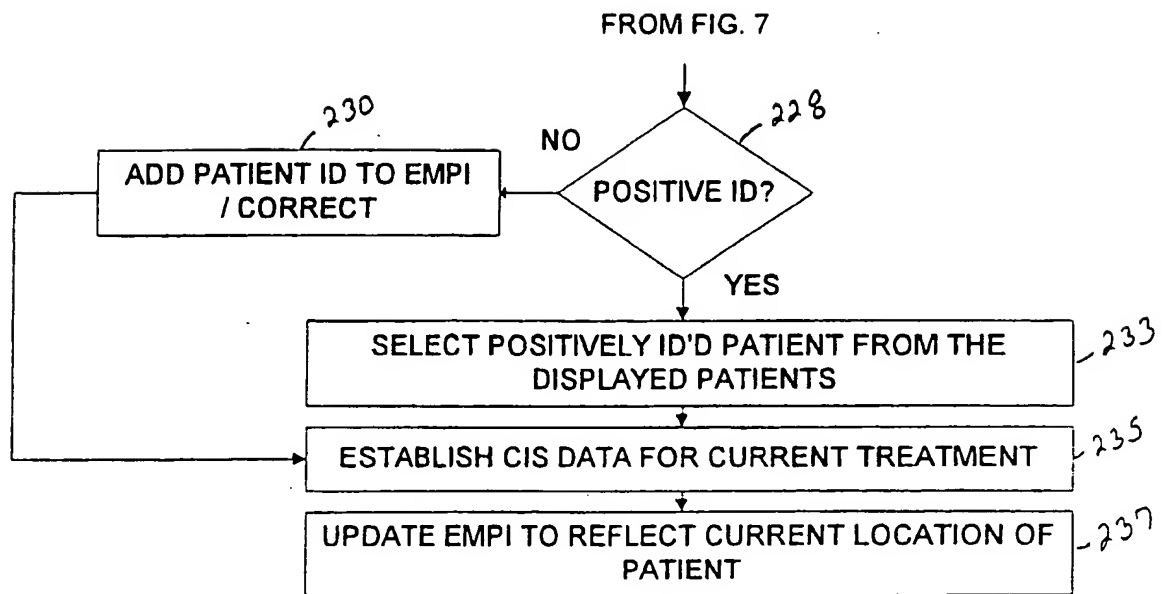 FROM FIG. 7
230
228
NO
ADD PATIENT ID TO EMPI
/ CORRECT
POSITIVE ID?
YES
SELECT POSITIVELY ID'D PATIENT FROM THE
DISPLAYED PATIENTS
233
ESTABLISH CIS DATA FOR CURRENT TREATMENT
235
UPDATE EMPI TO REFLECT CURRENT LOCATION OF
PATIENT
237